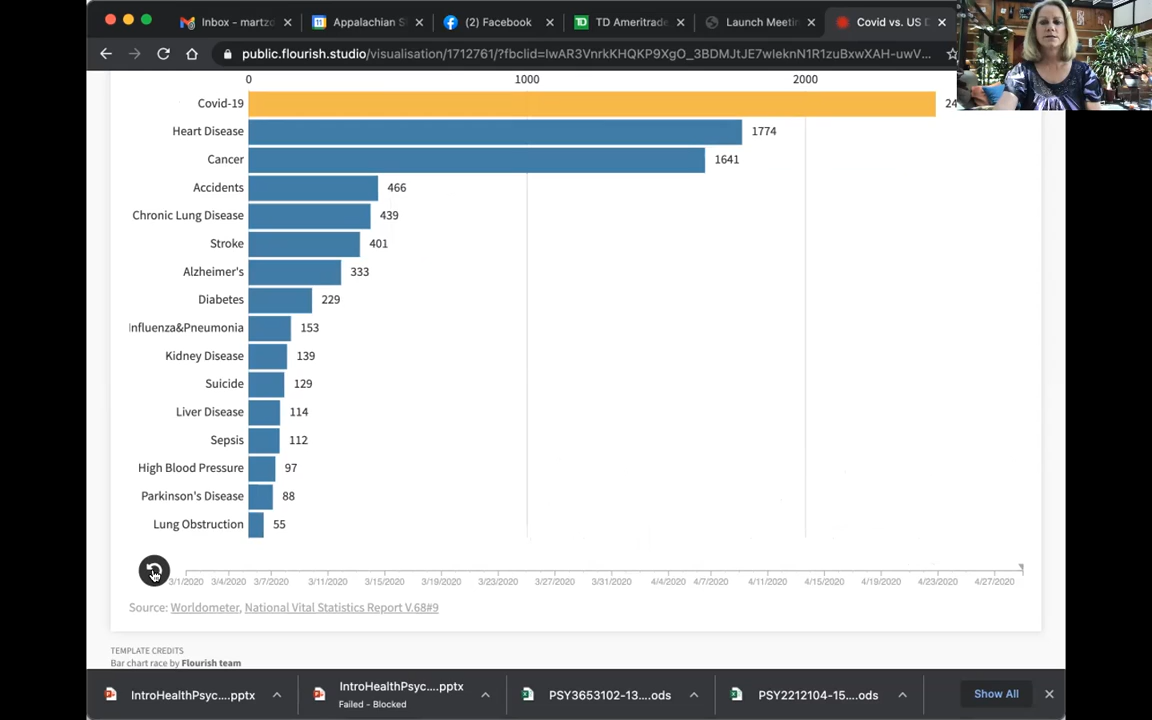 Inbox - martzd
Appalachian S
(2) Facebook
TD Ameritrade
Launch Meeti
Covid vs. US D
public.flourish.studio/visualisation/1712761/?fbclid=
0 1000 2000
Covid-19 24
Heart Disease 1774
Cancer 1641
Accidents 466
Chronic Lung Disease 439
Stroke 401
Alzheimer's 333
Diabetes 229
Influenza&Pneumonia 153
Kidney Disease 139
Suicide 129
Liver Disease 114
Sepsis 112
High Blood Pressure 97
Parkinson's Disease 88
Lung Obstruction 55
3/1/2020 3/4/2020 3/7/2020 3/11/2020 3/15/2020 3/19/2020 3/23/2020 3/27/2020 3/31/2020 4/4/2020 4/7/2020 4/11/2020 4/15/2020 4/19/2020 4/23/2020 4/27/2020
Source: Worldometer, National Vital Statistics Report V.68#9
TEMPLATE CREDITS
Bar chart race by Flourish team
IntroHealthPsyc....pptx
IntroHealthPsyc....pptx
Failed - Blocked
PSY3653102-13....ods
PSY2212104-15....ods
Show All